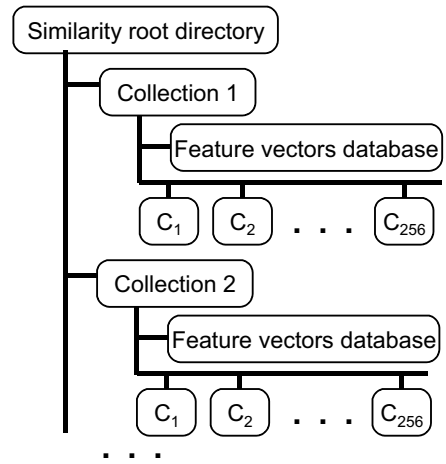 Similarity root directory
Collection 1
Feature vectors database
C₁ C₂ . . . C₂₅₆
Collection 2
Feature vectors database
C₁ C₂ . . . C₂₅₆
. . .